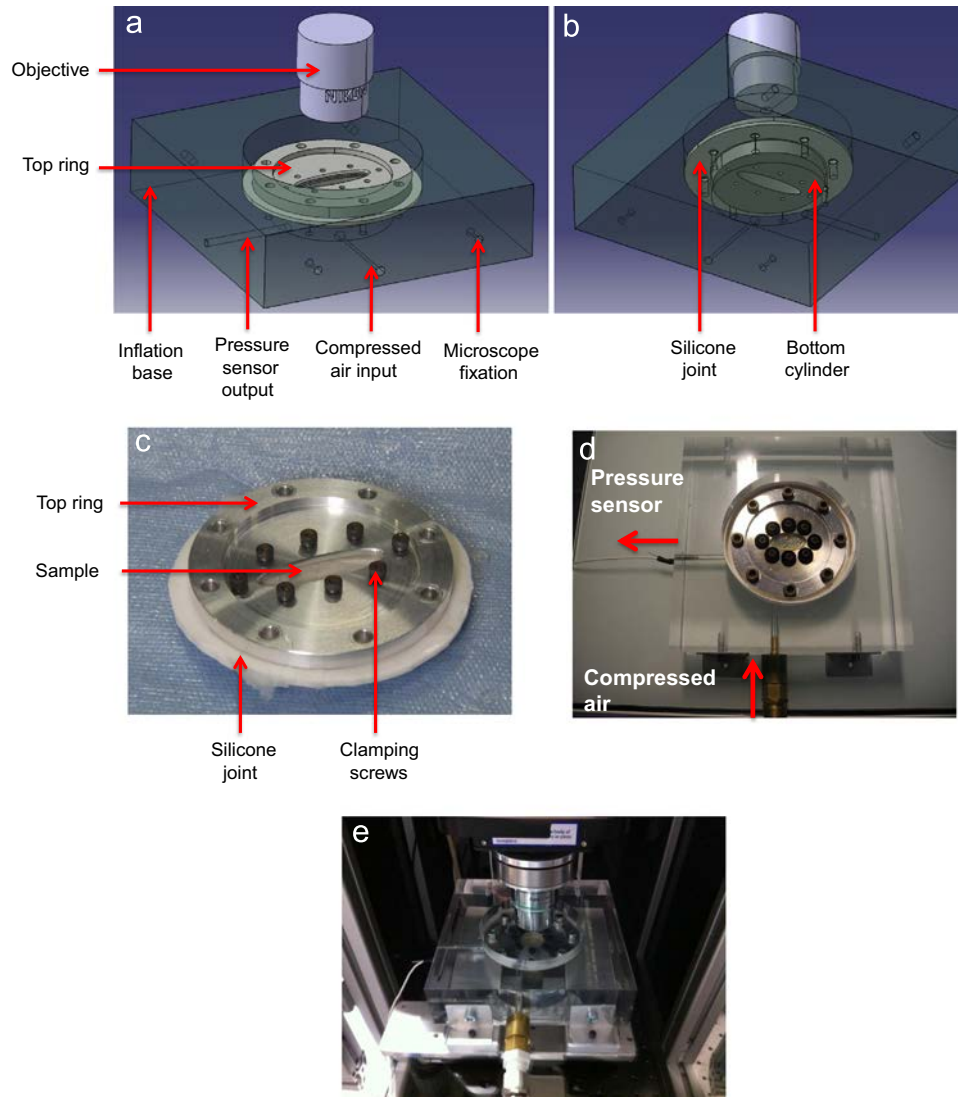 a
b
Objective
NIKON
Top ring
Inflation
base
Pressure
sensor
output
Compressed
air input
Microscope
fixation
Silicone
joint
Bottom
cylinder
c
d
Top ring
Sample
Pressure
sensor
Compressed
air
Silicone
joint
Clamping
screws
e